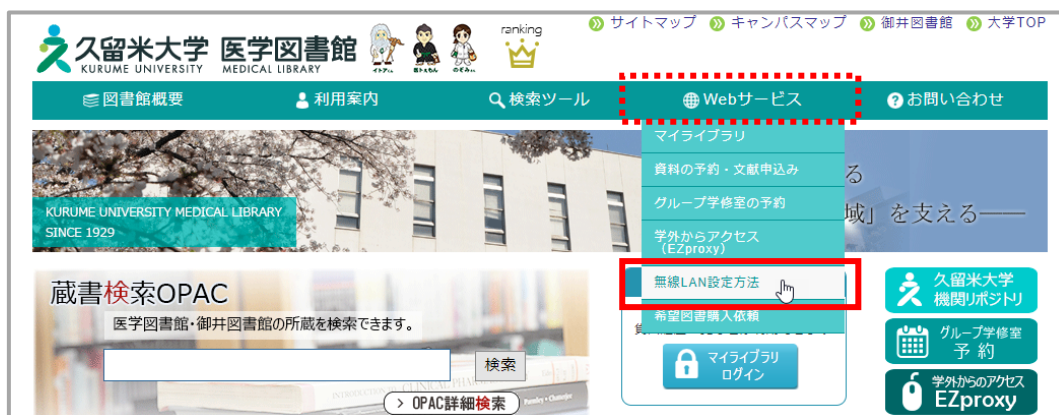 サイトマップ キャンパスマップ 御井図書館 大学TOP
久留米大学 医学図書館
KURUME UNIVERSITY MEDICAL LIBRARY
ranking
図書館概要 利用案内 検索ツール Webサービス お問い合わせ
マイライブラリ
資料の予約・文献申込み
グループ学修室の予約
学外からアクセス
（EZproxy）
無線LAN設定方法
希望図書購入依頼
る
域」を支える――
KURUME UNIVERSITY MEDICAL LIBRARY
SINCE 1929
蔵書検索OPAC
医学図書館・御井図書館の所蔵を検索できます。
検索
OPAC詳細検索
マイライブラリ
ログイン
久留米大学
機関リポジトリ
グループ学修室
予約
学外からのアクセス
EZproxy